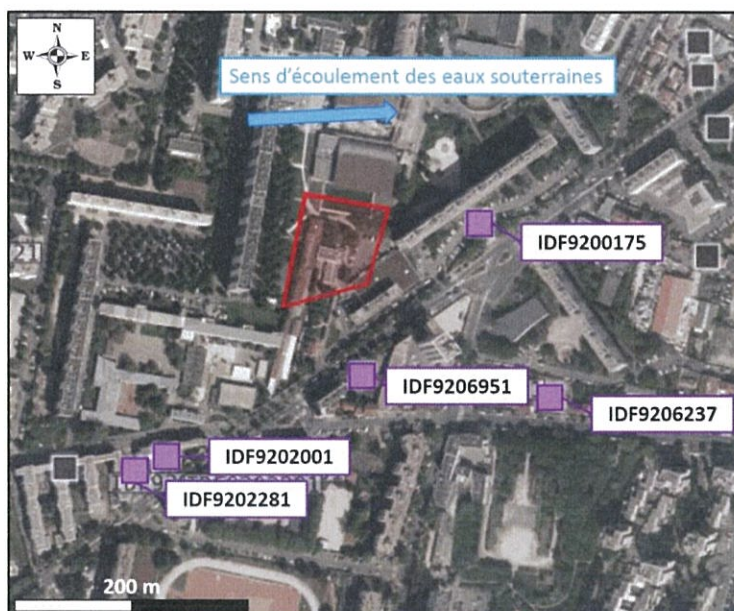 N
W E
S
Sens d'écoulement des eaux souterraines
IDF9200175
IDF9206951
IDF9206237
IDF9202001
IDF9202281
200 m